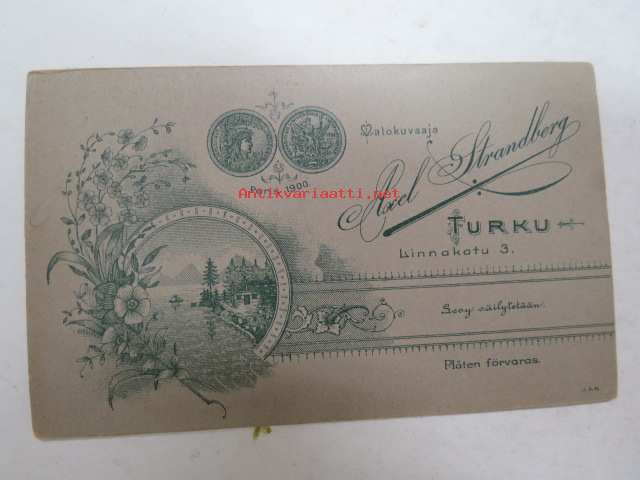 Valokuvaaja
Axel Strandberg
TURKU
Linnakatu 3.
Paris 1900
Antikvariaatti.net
Levy säilytetään.
Plåten förvaras.